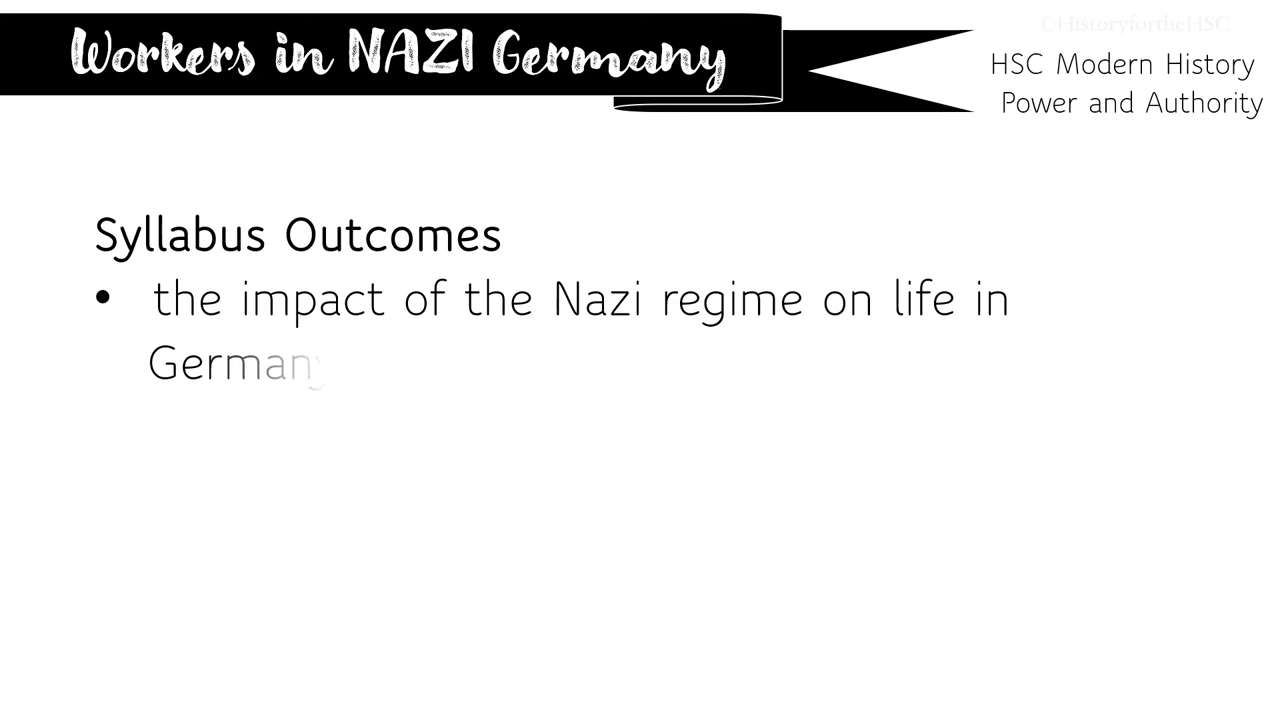 ©HistoryfortheHSC
Workers in NAZI Germany
HSC Modern History
Power and Authority
Syllabus Outcomes
• the impact of the Nazi regime on life in
Germany